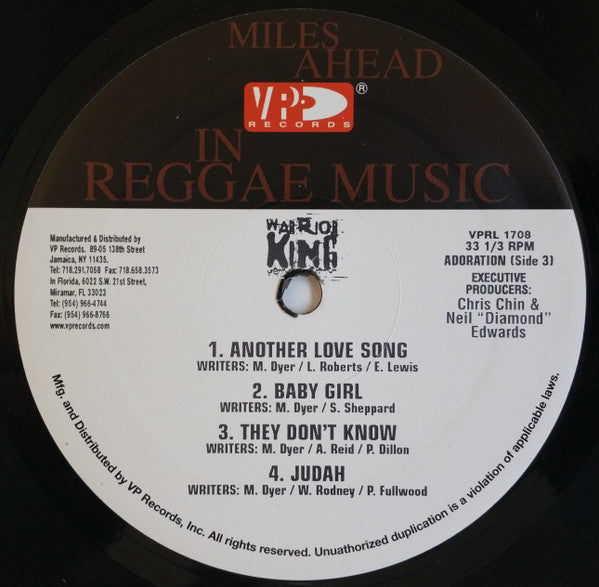 MILES
AHEAD
VP ®
RECORDS
IN
REGGAE MUSIC
WARRIOR
KING
Manufactured & Distributed by
VP Records. 89-05 138th Street
Jamaica, NY 11435.
Tel: 718.291.7058 Fax: 718.658.3573
In Florida, 6022 S.W. 21st Street,
Miramar, FL 33023
Tel: (954) 966-4744
Fax: (954) 966-8766
www.vprecords.com
VPRL 1708
33 1/3 RPM
ADORATION (Side 3)
EXECUTIVE
PRODUCERS:
Chris Chin &
Neil "Diamond"
Edwards
1. ANOTHER LOVE SONG
WRITERS: M. Dyer / L. Roberts / E. Lewis
2. BABY GIRL
WRITERS: M. Dyer / S. Sheppard
3. THEY DON'T KNOW
WRITERS: M. Dyer / A. Reid / P. Dillon
4. JUDAH
WRITERS: M. Dyer / W. Rodney / P. Fullwood
Mfg. and Distributed by VP Records, Inc. All rights reserved. Unauthorized duplication is a violation of applicable laws.